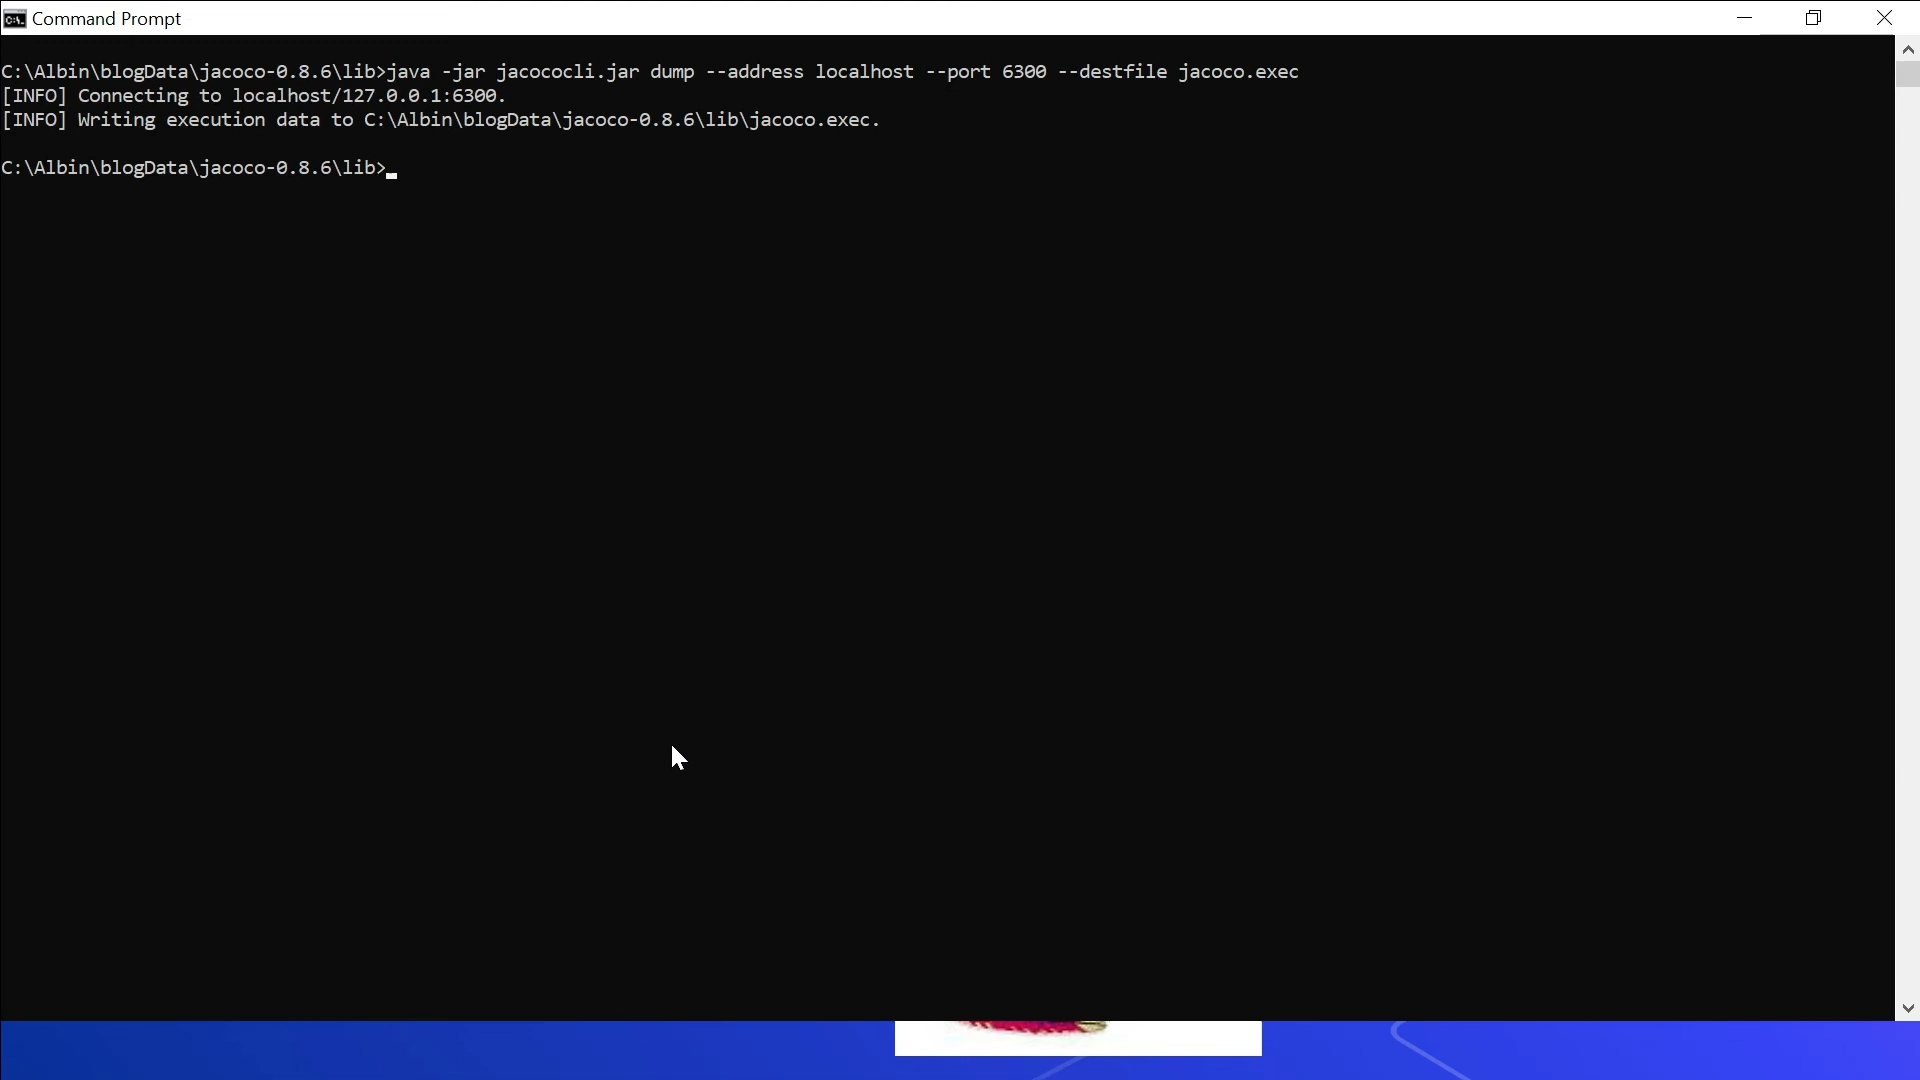 Command Prompt
C:\Albin\blogData\jacoco-0.8.6\lib>java -jar jacococli.jar dump --address localhost --port 6300 --destfile jacoco.exec
[INFO] Connecting to localhost/127.0.0.1:6300.
[INFO] Writing execution data to C:\Albin\blogData\jacoco-0.8.6\lib\jacoco.exec.
C:\Albin\blogData\jacoco-0.8.6\lib>